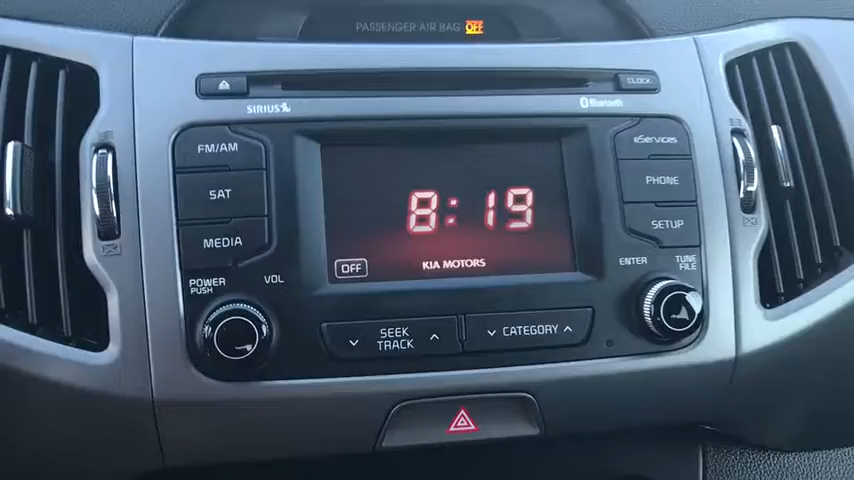 PASSENGER AIR BAG OFF
CLOCK
SIRIUS
Bluetooth
FM/AM
SAT
MEDIA
POWER
PUSH
VOL
8:19
OFF
KIA MOTORS
eServices
PHONE
SETUP
ENTER
TUNE
FILE
SEEK
TRACK
CATEGORY